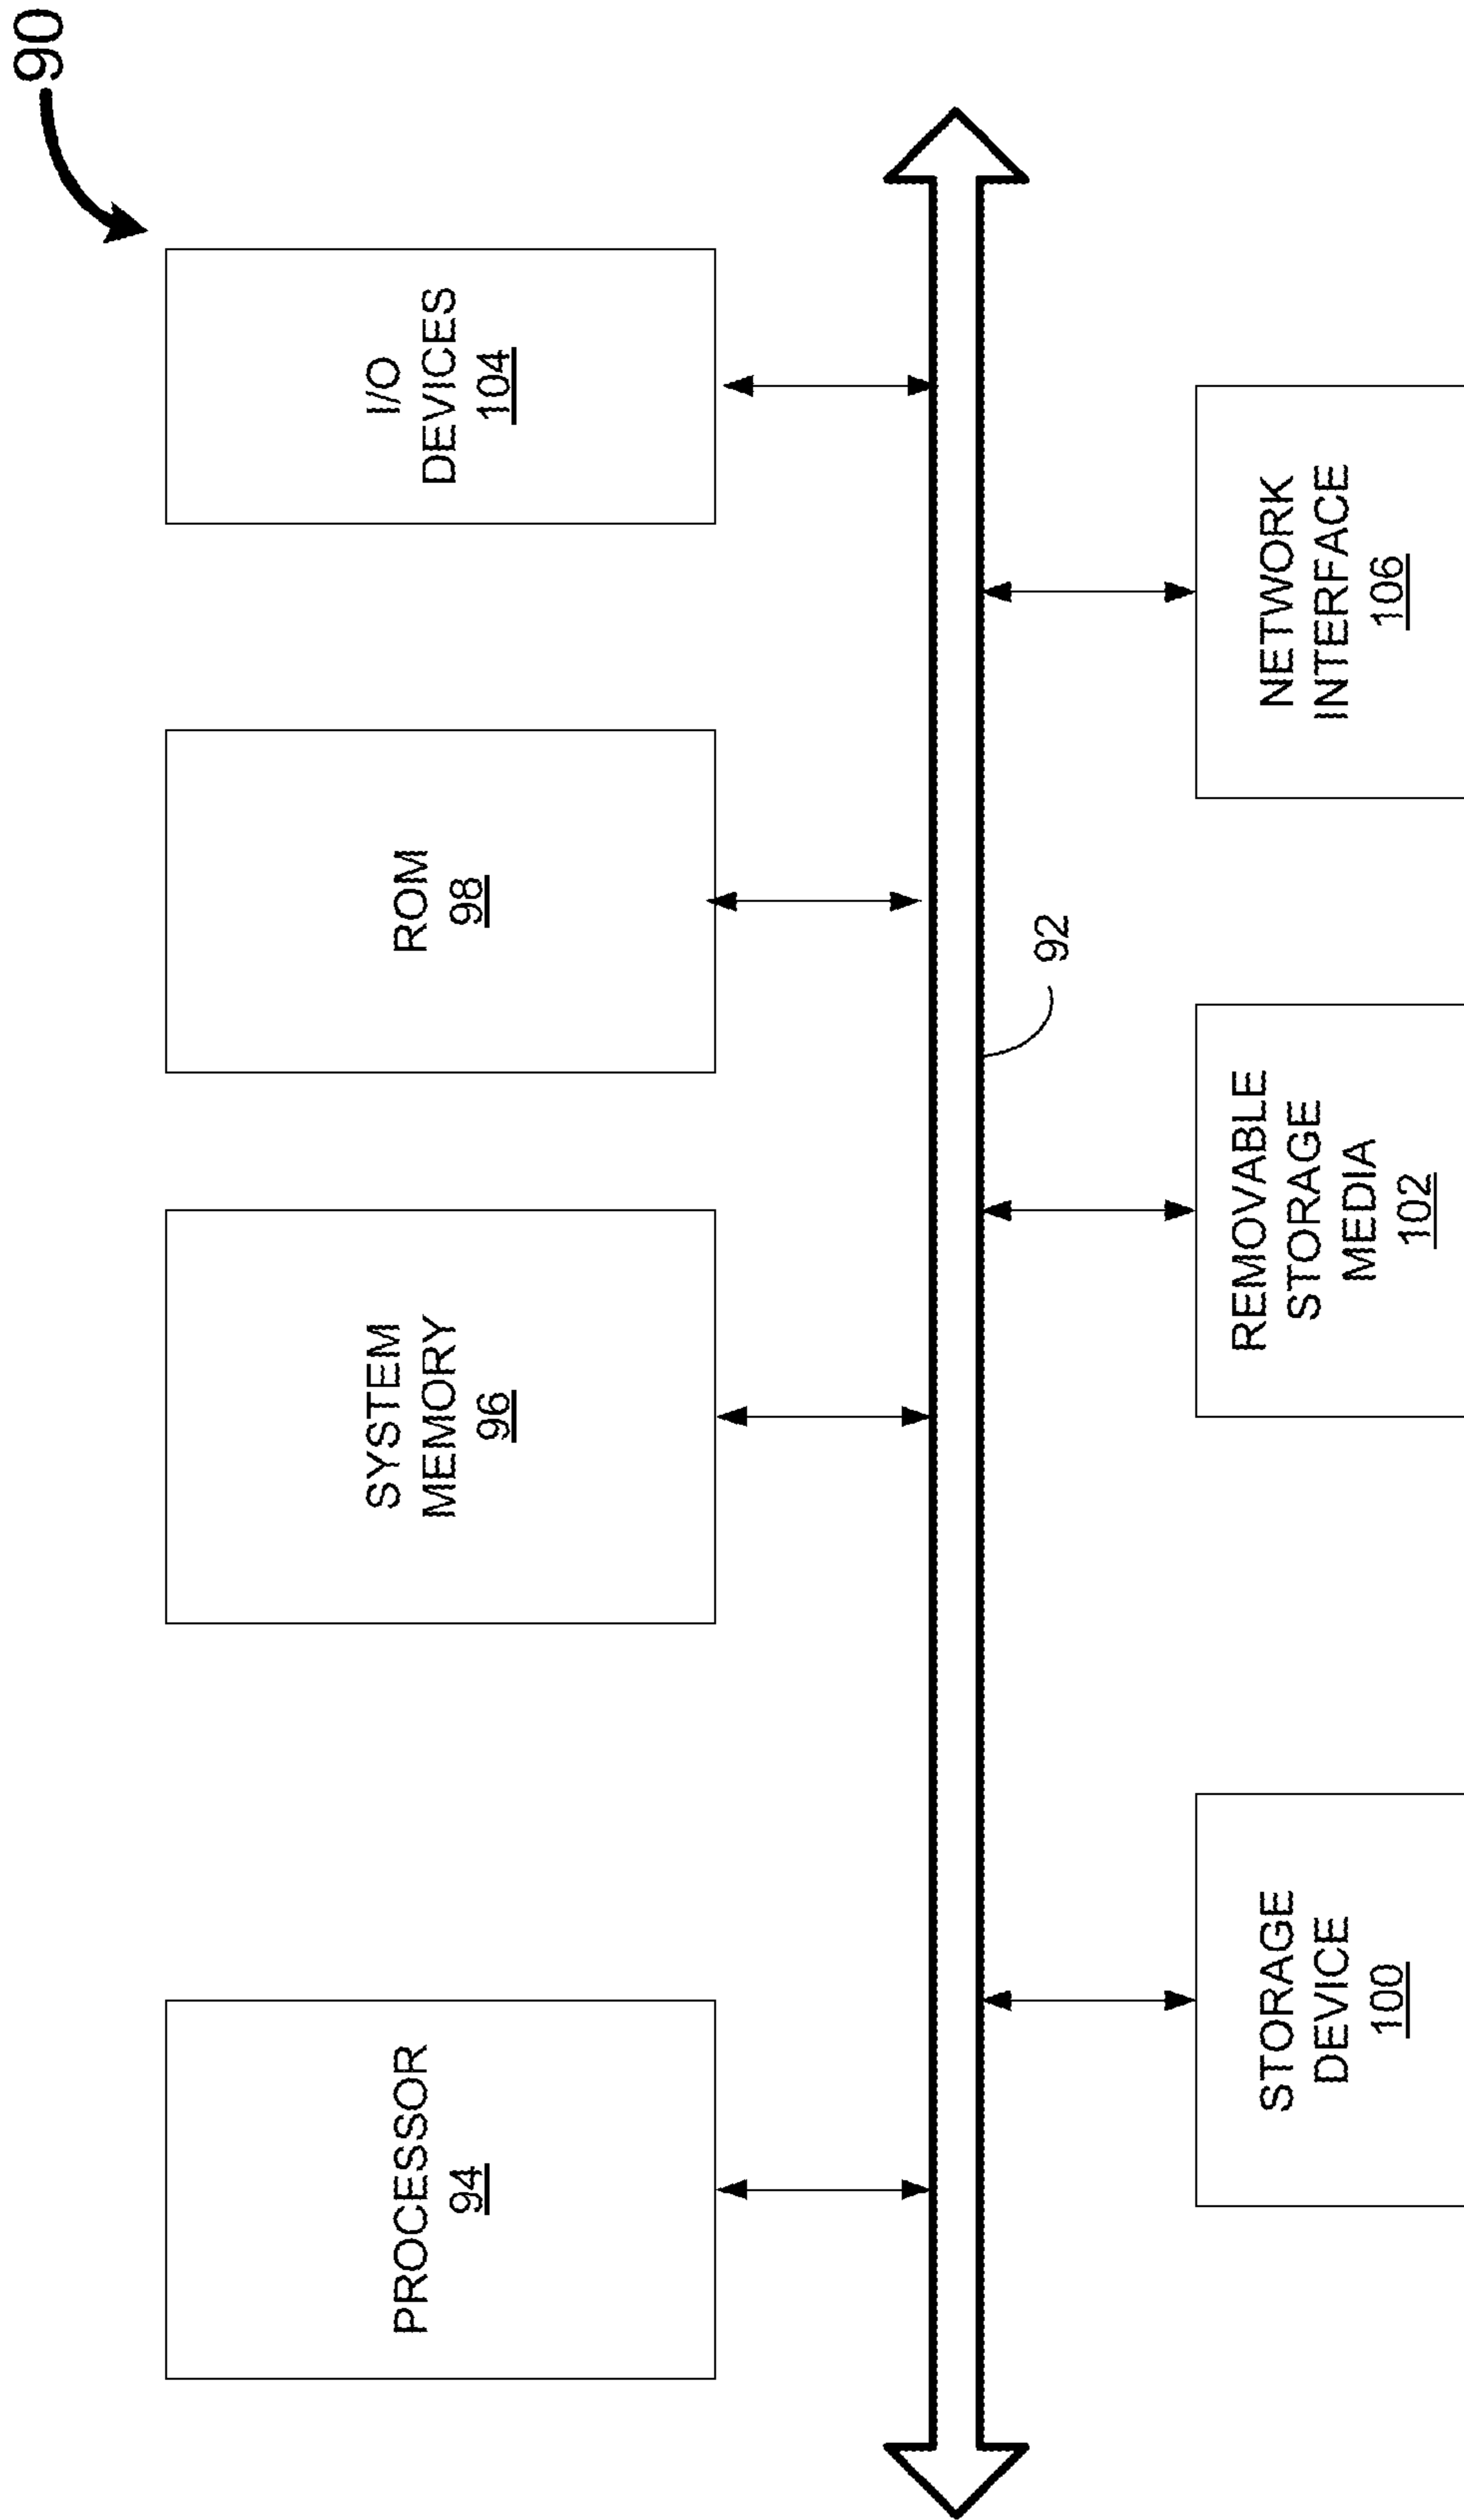 90
PROCESSOR
94
SYSTEM
MEMORY
96
ROM
98
I/O
DEVICES
104
92
STORAGE
DEVICE
100
REMOVABLE
STORAGE
MEDIA
102
NETWORK
INTERFACE
106